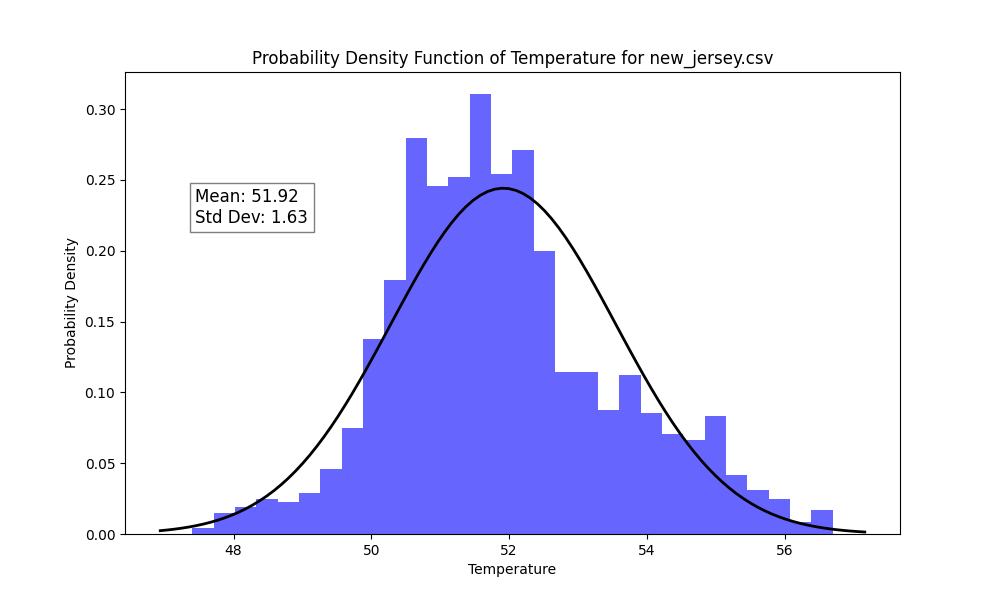 Probability Density Function of Temperature for new_jersey.csv
0.30
0.25
0.20
0.15
0.10
0.05
0.00
Probability Density
Mean: 51.92
Std Dev: 1.63
48 50 52 54 56
Temperature